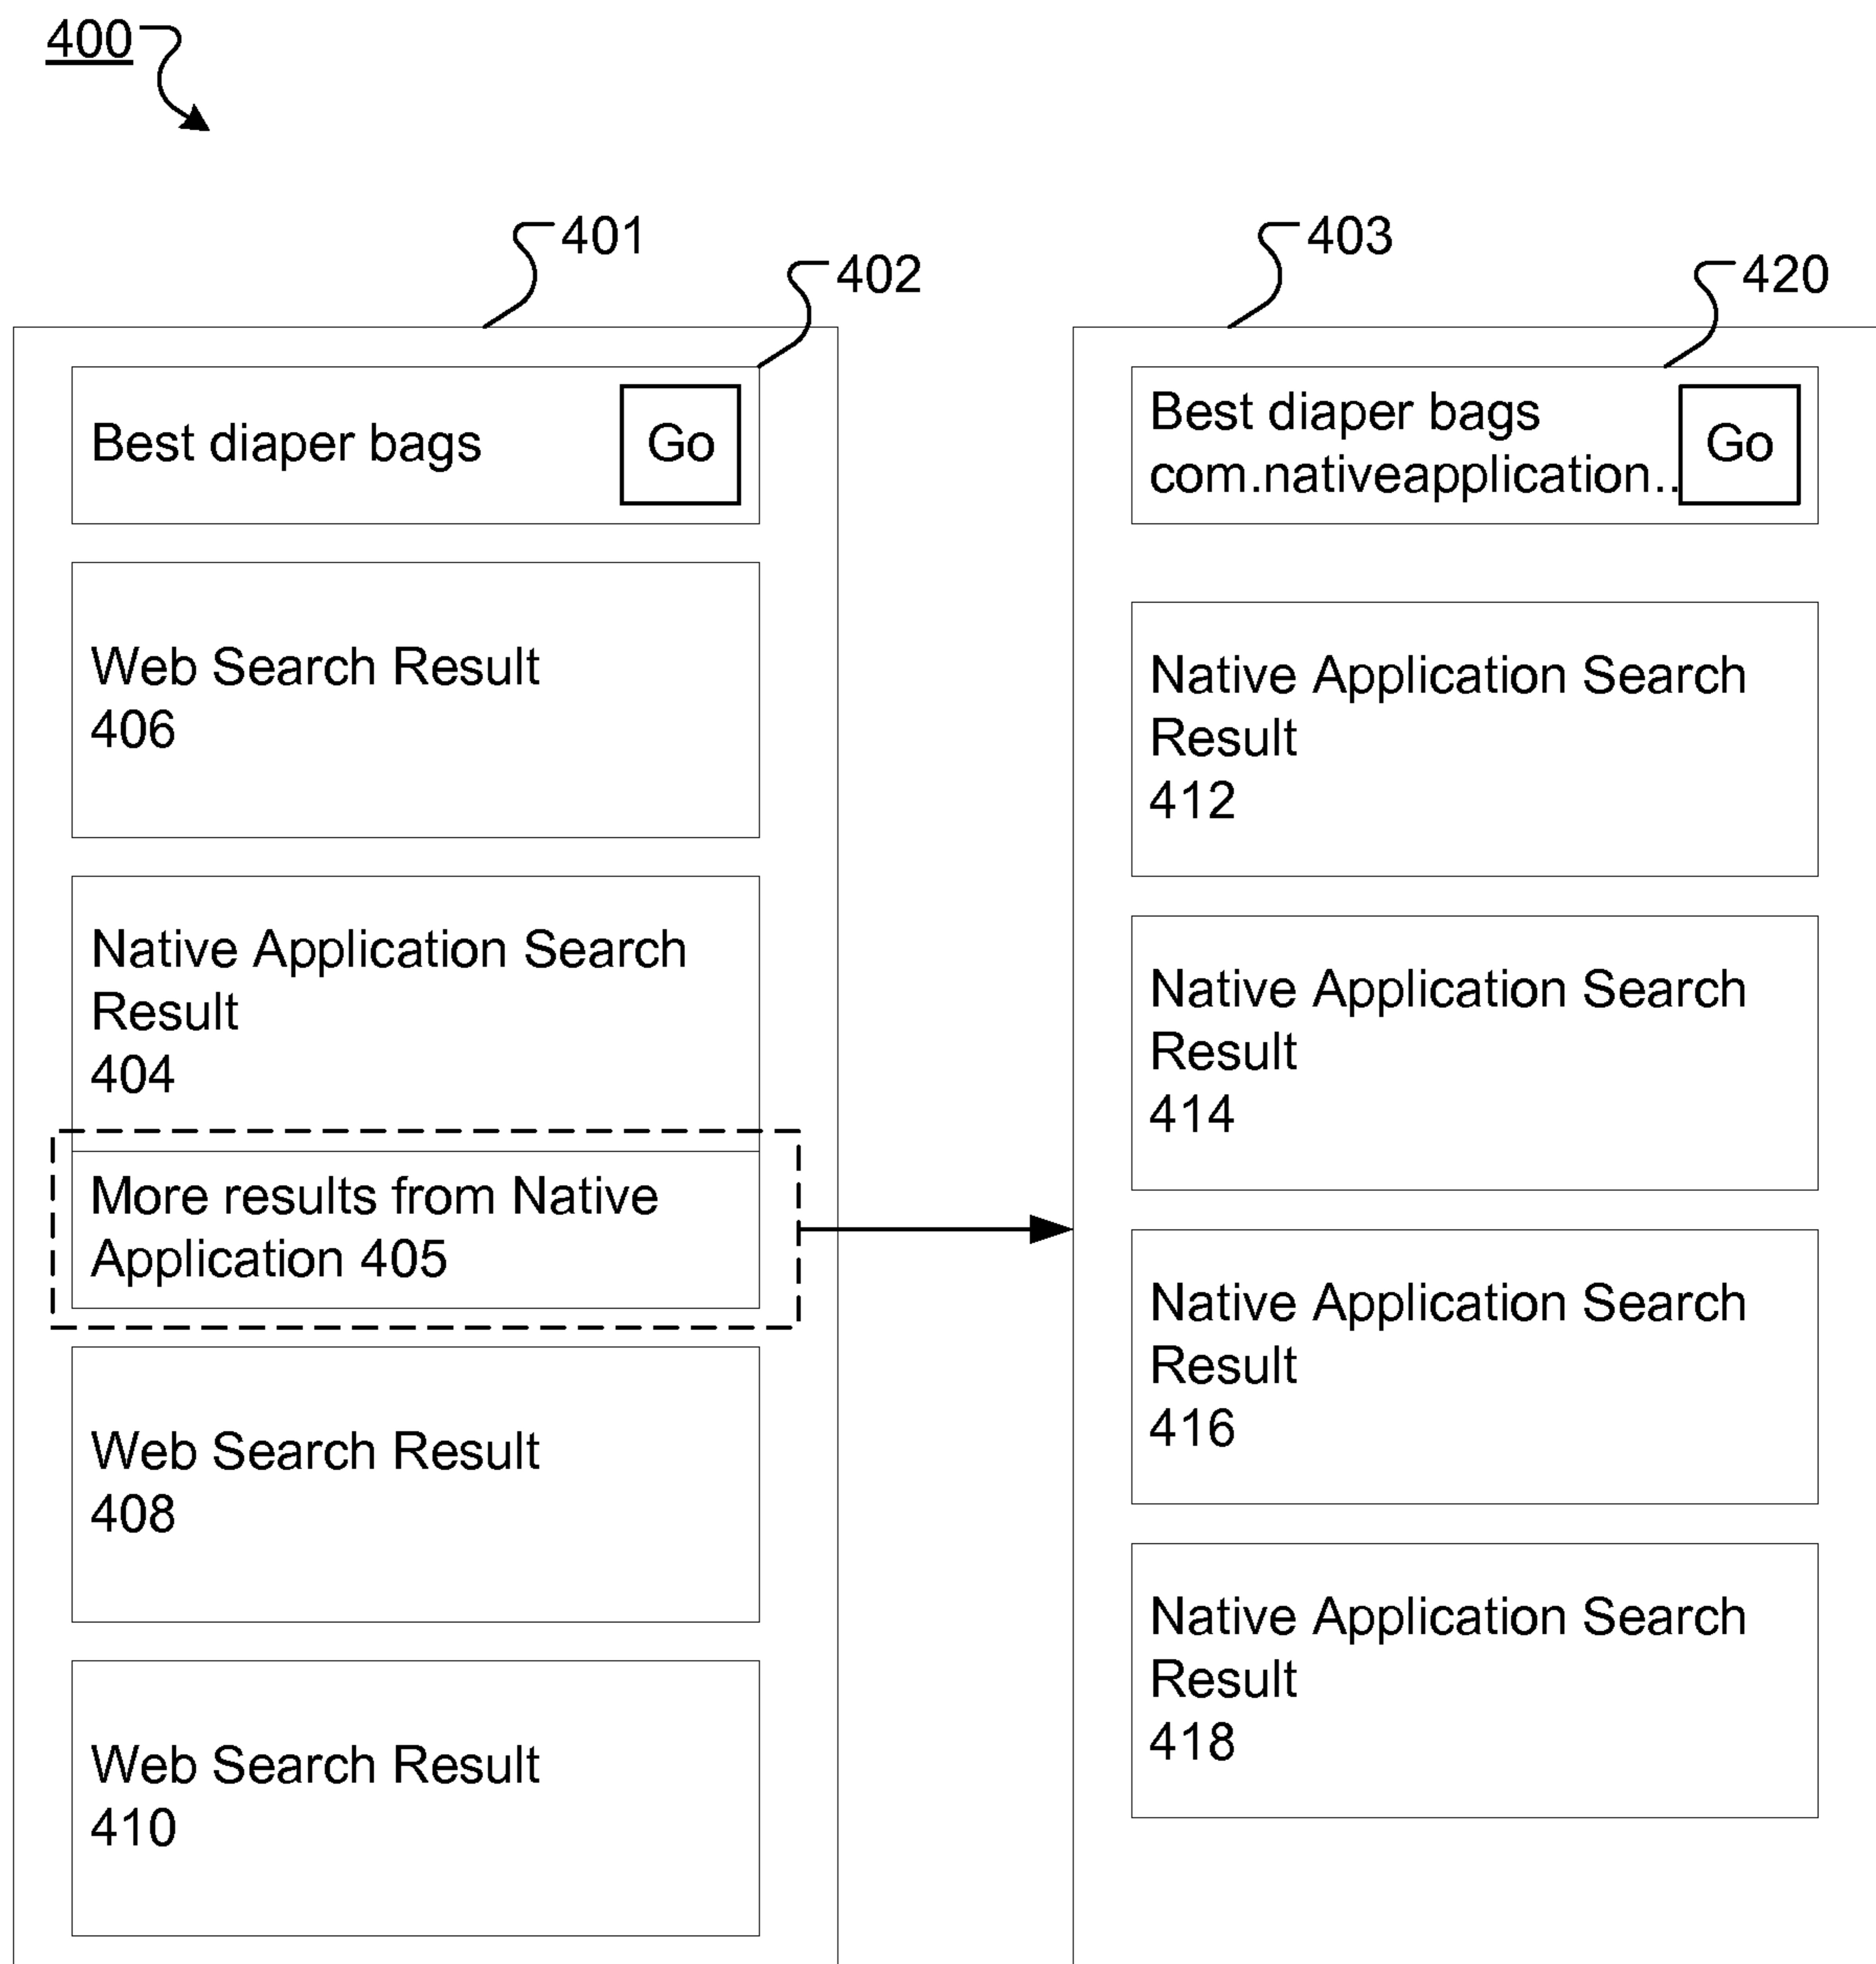 400
401
402
Best diaper bags
Go
Web Search Result
406
Native Application Search
Result
404
More results from Native
Application 405
Web Search Result
408
Web Search Result
410
403
420
Best diaper bags
com.nativeapplication..
Go
Native Application Search
Result
412
Native Application Search
Result
414
Native Application Search
Result
416
Native Application Search
Result
418